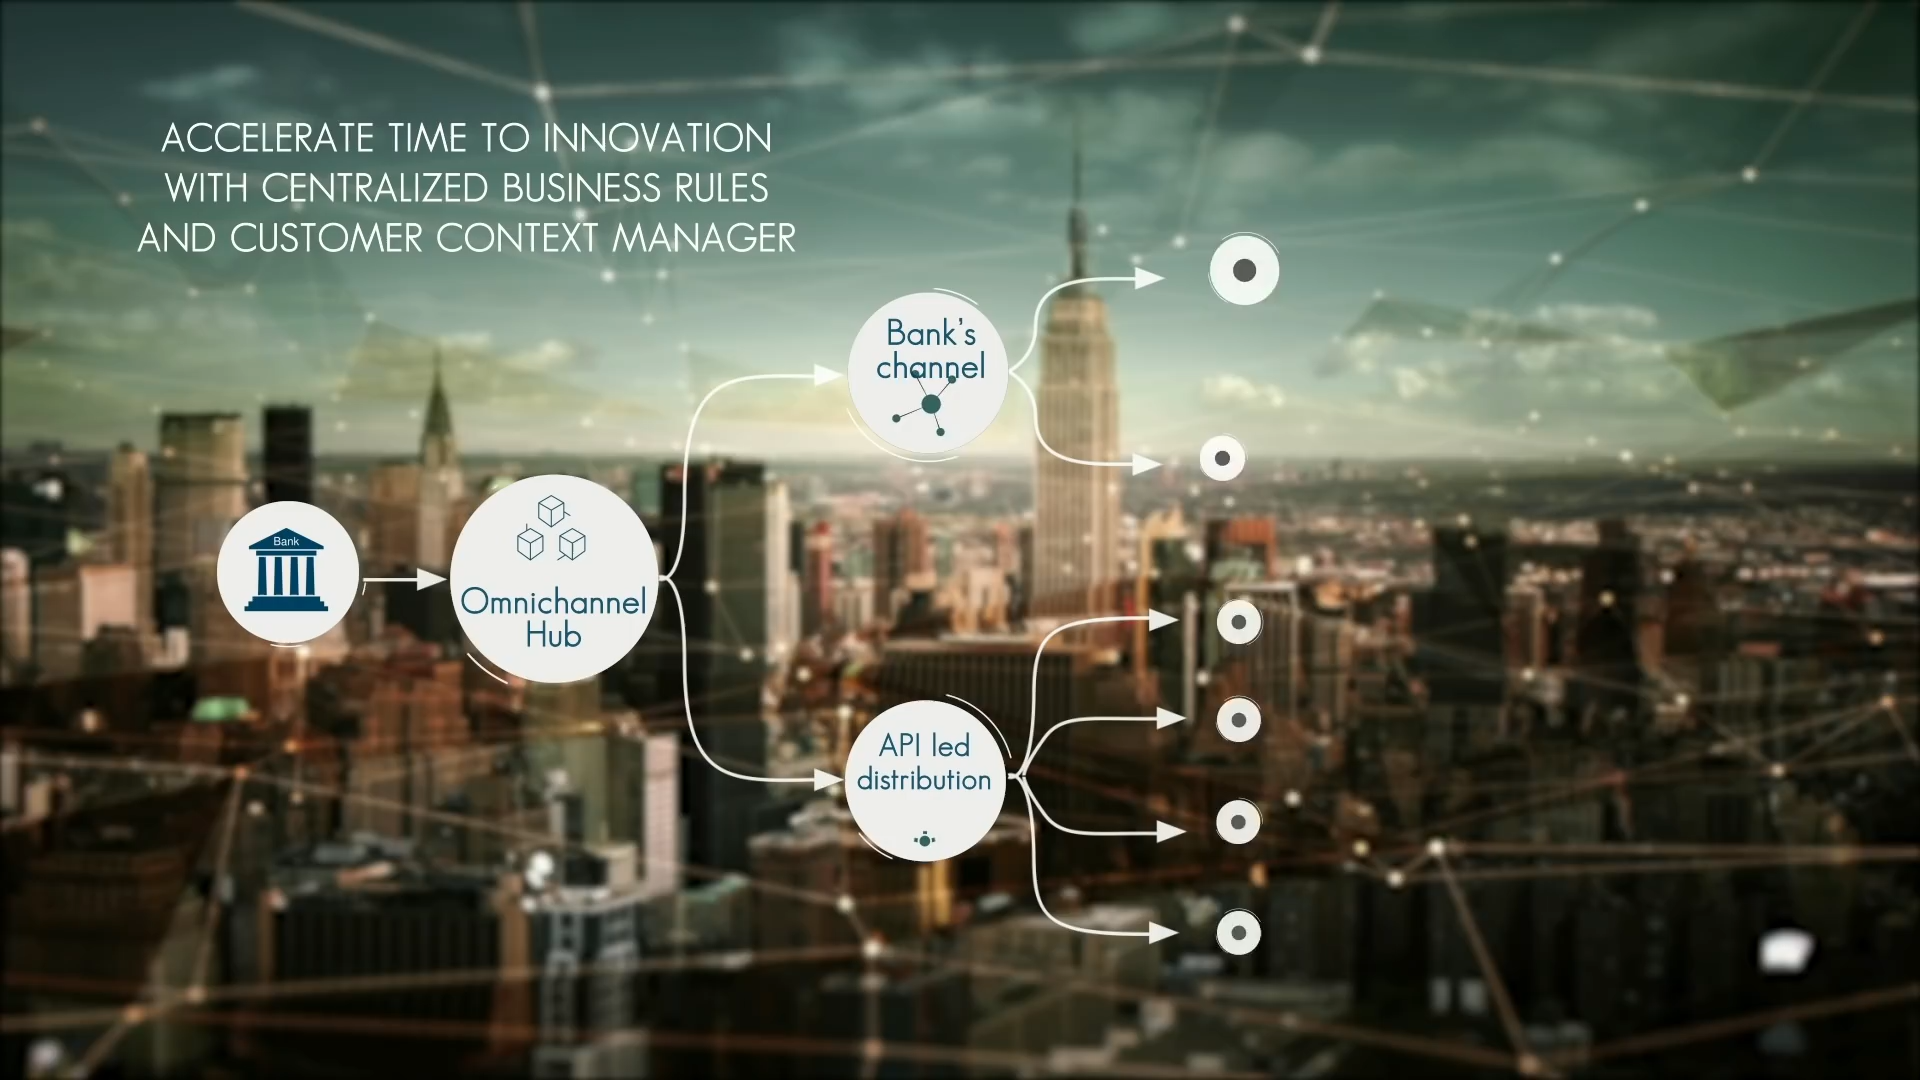 ACCELERATE TIME TO INNOVATION
WITH CENTRALIZED BUSINESS RULES
AND CUSTOMER CONTEXT MANAGER
Bank's
channel
Bank
Omnichannel
Hub
API led
distribution